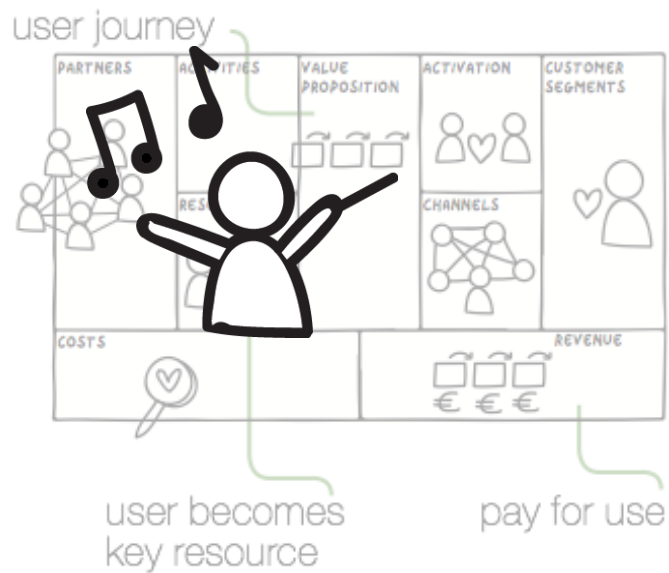 user journey
PARTNERS
VALUE
PROPOSITION
ACTIVATION
CUSTOMER
SEGMENTS
CHANNELS
COSTS
REVENUE
€ € €
user becomes
key resource
pay for use